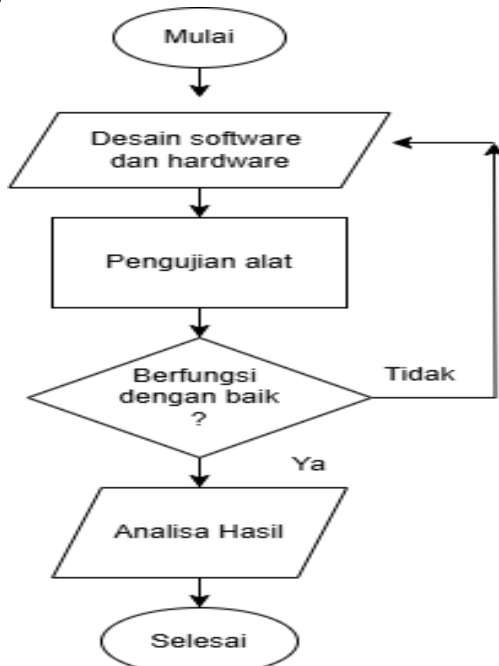 Mulai
Desain software
dan hardware
Pengujian alat
Berfungsi
dengan baik
?
Tidak
Ya
Analisa Hasil
Selesai